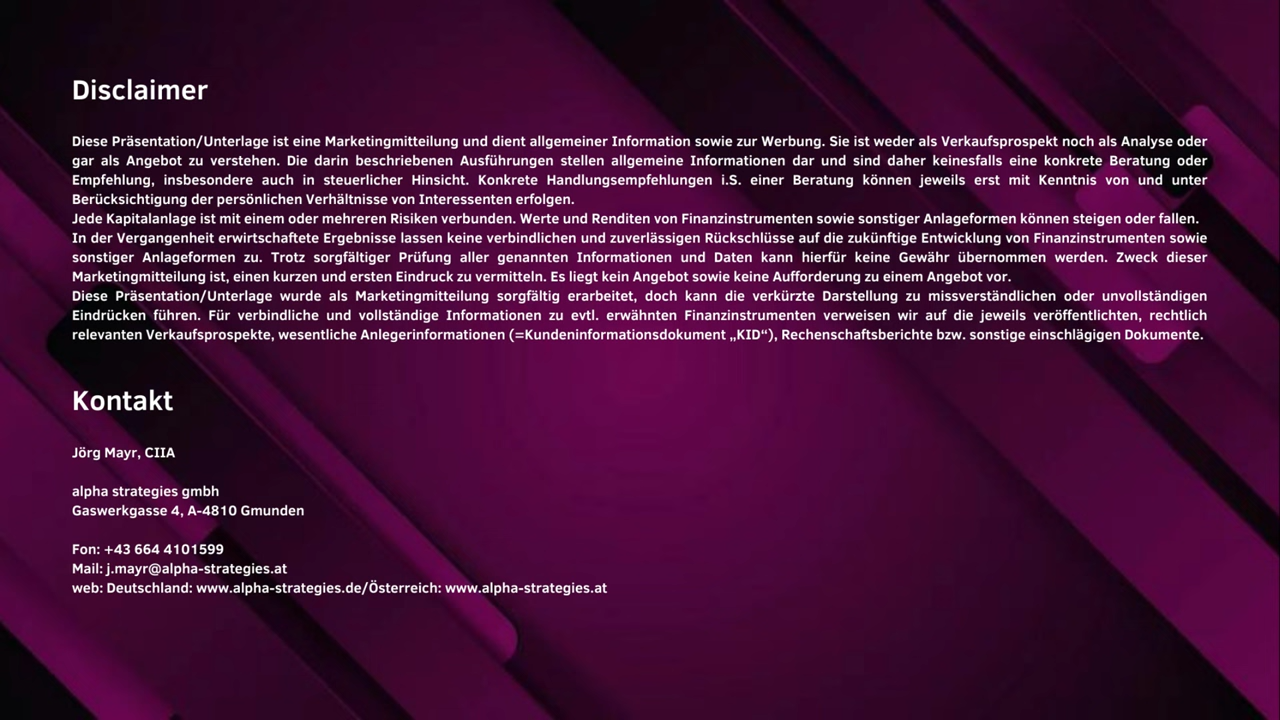 Disclaimer
Diese Präsentation/Unterlage ist eine Marketingmitteilung und dient allgemeiner Information sowie zur Werbung. Sie ist weder als Verkaufsprospekt noch als Analyse oder
gar als Angebot zu verstehen. Die darin beschriebenen Ausführungen stellen allgemeine Informationen dar und sind daher keinesfalls eine konkrete Beratung oder
Empfehlung, insbesondere auch in steuerlicher Hinsicht. Konkrete Handlungsempfehlungen i.S. einer Beratung können jeweils erst mit Kenntnis von und unter
Berücksichtigung der persönlichen Verhältnisse von Interessenten erfolgen.
Jede Kapitalanlage ist mit einem oder mehreren Risiken verbunden. Werte und Renditen von Finanzinstrumenten sowie sonstiger Anlageformen können steigen oder fallen.
In der Vergangenheit erwirtschaftete Ergebnisse lassen keine verbindlichen und zuverlässigen Rückschlüsse auf die zukünftige Entwicklung von Finanzinstrumenten sowie
sonstiger Anlageformen zu. Trotz sorgfältiger Prüfung aller genannten Informationen und Daten kann hierfür keine Gewähr übernommen werden. Zweck dieser
Marketingmitteilung ist, einen kurzen und ersten Eindruck zu vermitteln. Es liegt kein Angebot sowie keine Aufforderung zu einem Angebot vor.
Diese Präsentation/Unterlage wurde als Marketingmitteilung sorgfältig erarbeitet, doch kann die verkürzte Darstellung zu missverständlichen oder unvollständigen
Eindrücken führen. Für verbindliche und vollständige Informationen zu evtl. erwähnten Finanzinstrumenten verweisen wir auf die jeweils veröffentlichten, rechtlich
relevanten Verkaufsprospekte, wesentliche Anlegerinformationen (=Kundeninformationsdokument „KID“), Rechenschaftsberichte bzw. sonstige einschlägigen Dokumente.
Kontakt
Jörg Mayr, CIIA
alpha strategies gmbh
Gaswerkgasse 4, A-4810 Gmunden
Fon: +43 664 4101599
Mail: j.mayr@alpha-strategies.at
web: Deutschland: www.alpha-strategies.de/Österreich: www.alpha-strategies.at